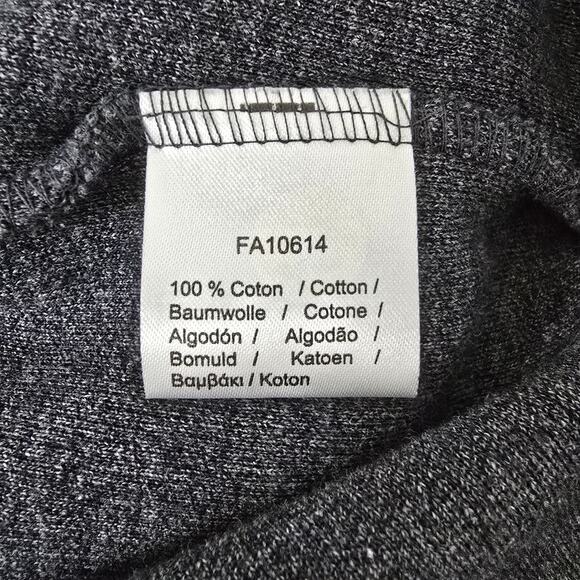 FA10614
100 % Coton / Cotton /
Baumwolle / Cotone /
Algodón / Algodão /
Bomuld / Katoen /
Βαμβάκι / Koton